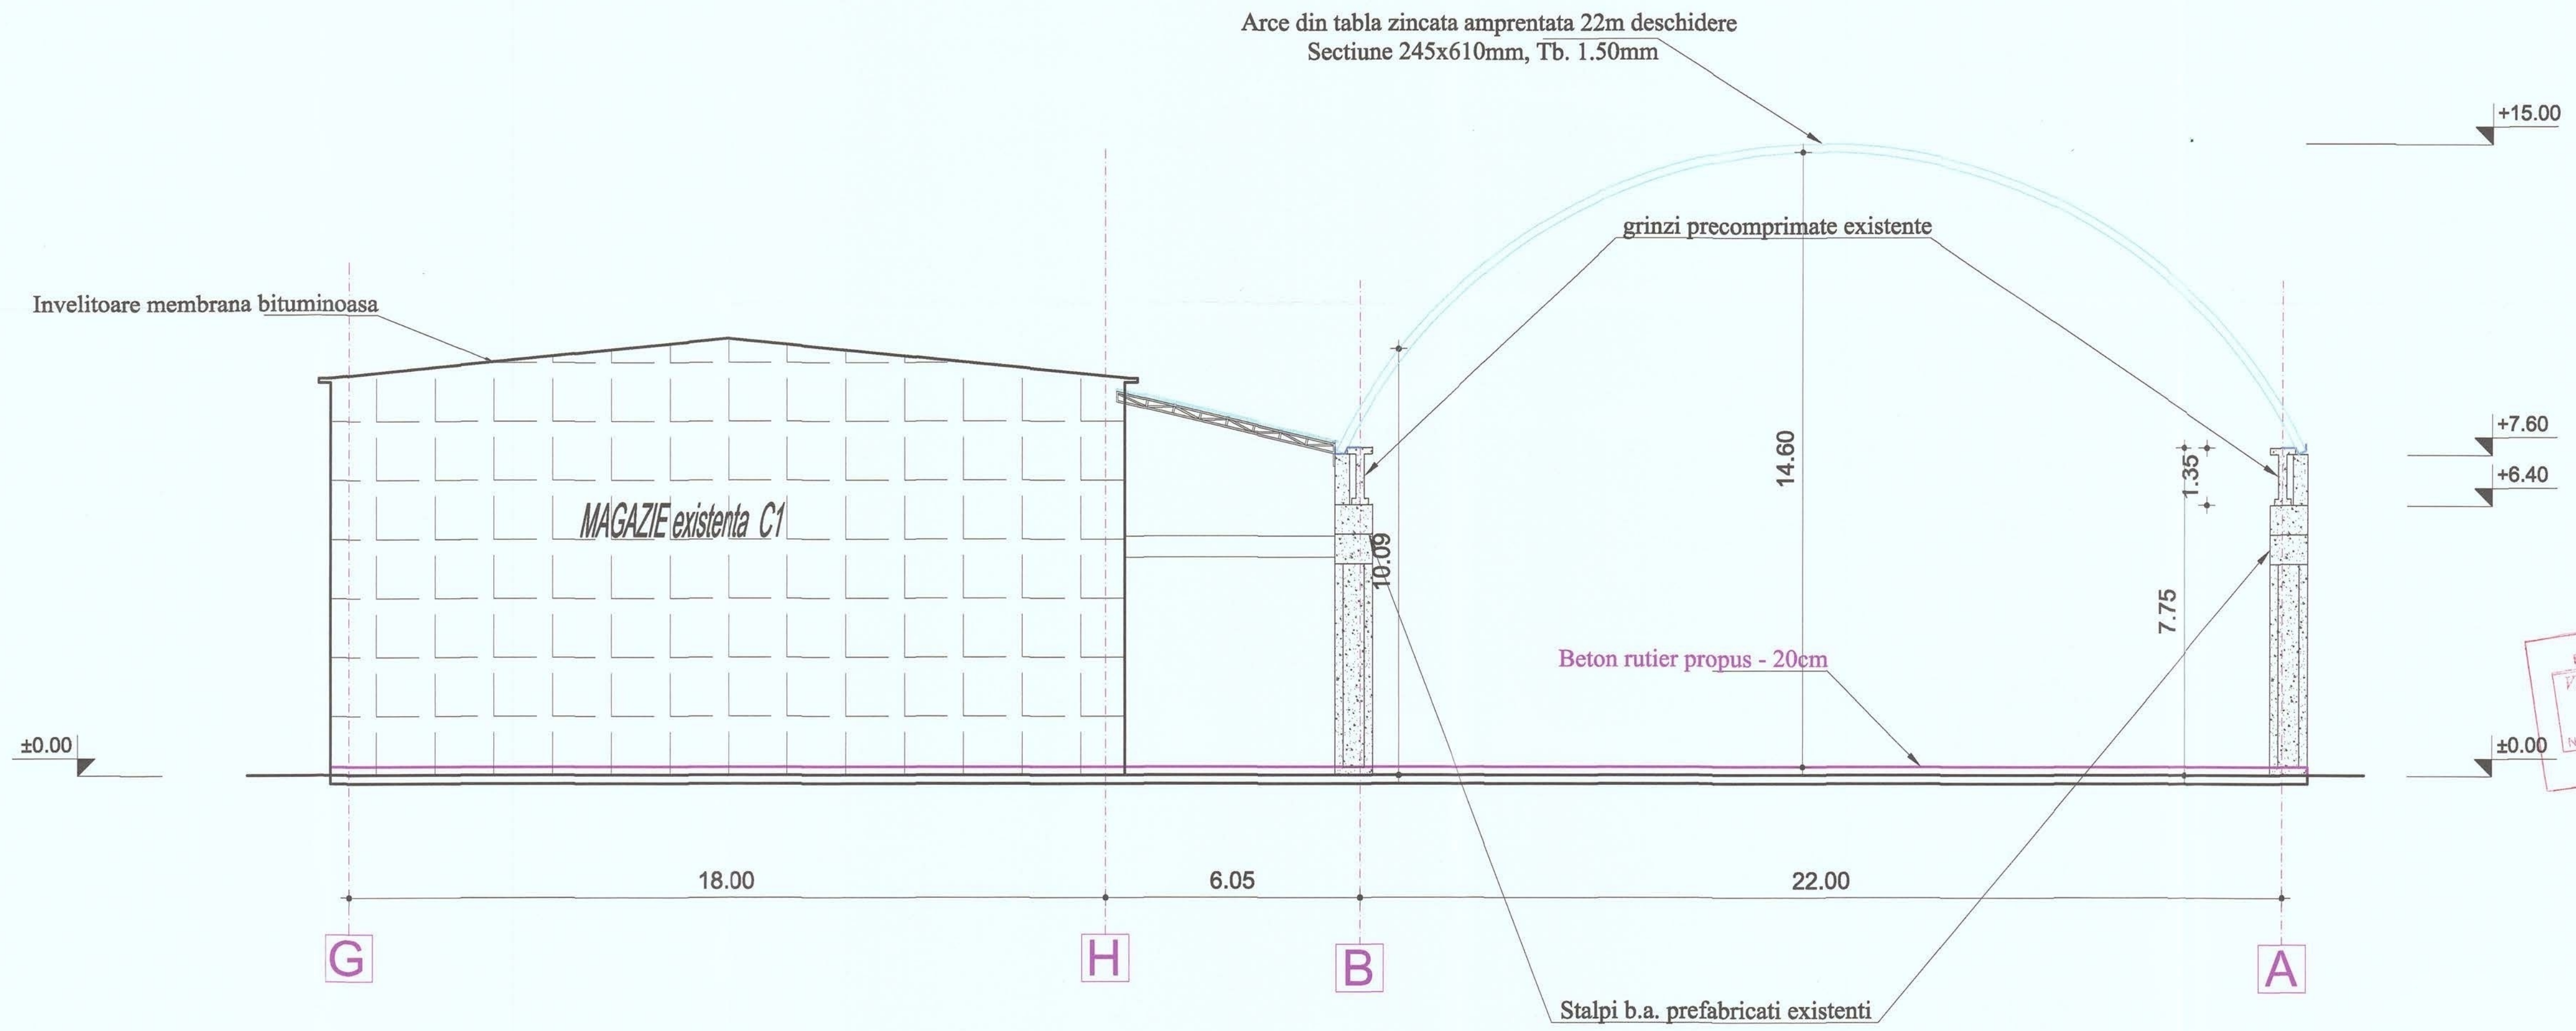 Arce din tabla zincata amprentata 22m deschidere
Sectiune 245x610mm, Tb. 1.50mm
+15.00
grinzi precomprimate existente
Invelitoare membrana bituminoasa
+7.60
14.60
1.35
+6.40
MAGAZIE existenta C1
10.09
7.75
Beton rutier propus - 20cm
±0.00
±0.00
18.00
6.05
22.00
G
H
B
A
Stalpi b.a. prefabricati existenti